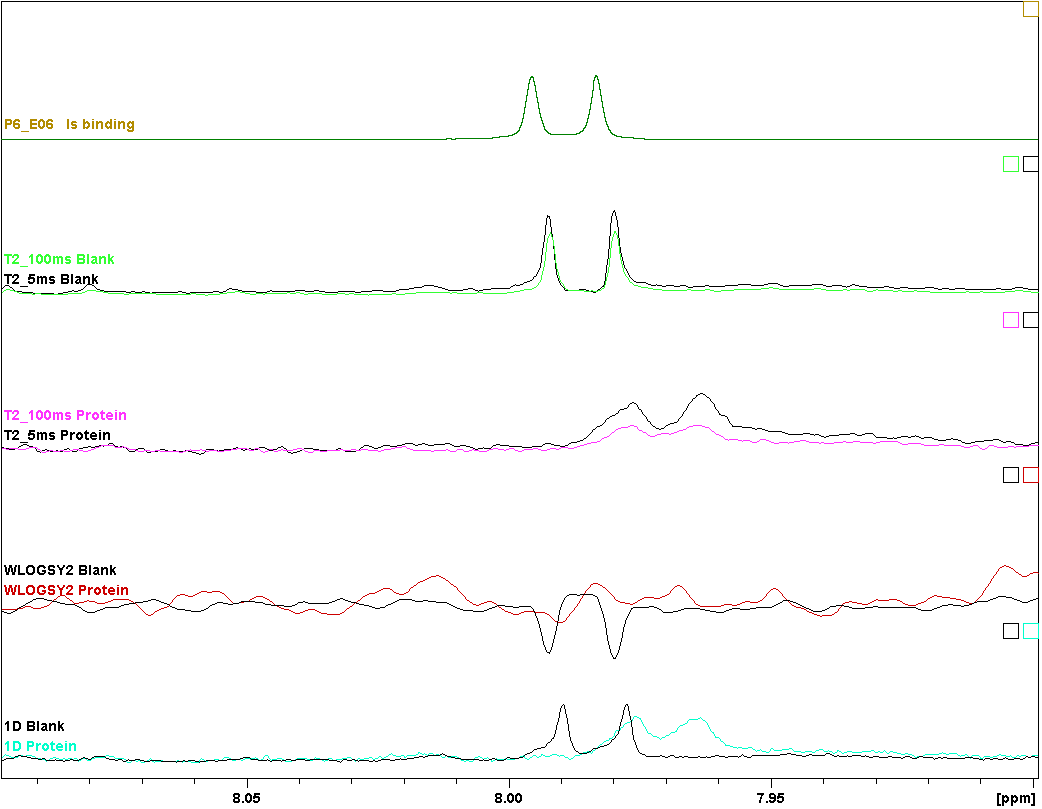 P6_E06 Is binding
T2_100ms Blank
T2_5ms Blank
T2_100ms Protein
T2_5ms Protein
WLOGSY2 Blank
WLOGSY2 Protein
1D Blank
1D Protein
8.05 8.00 7.95 [ppm]